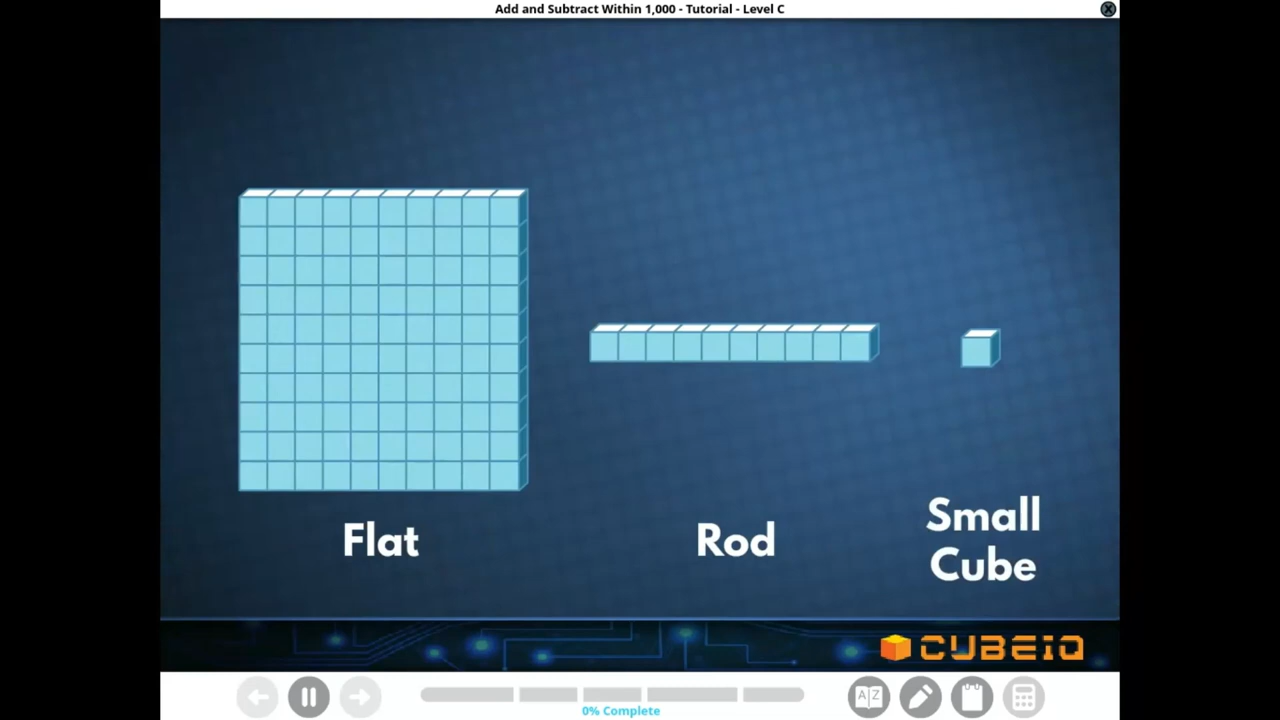 Add and Subtract Within 1,000 - Tutorial - Level C
Flat
Rod
Small
Cube
CUBEIQ
0% Complete
A Z